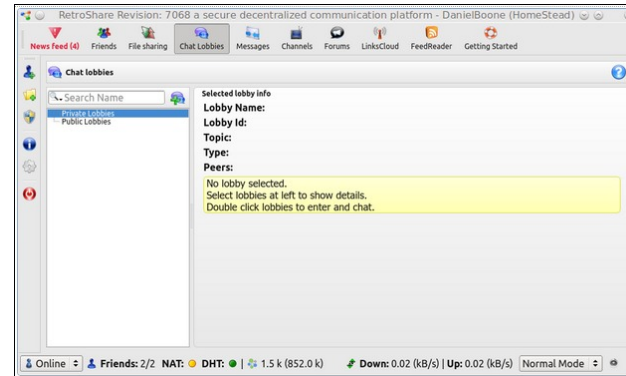 RetroShare Revision: 7068 a secure decentralized communication platform - DanielBoone (HomeStead)
News feed (4) Friends File sharing Chat Lobbies Messages Channels Forums LinksCloud FeedReader Getting Started
Chat lobbies
Search Name
Private Lobbies
Public Lobbies
Selected lobby info
Lobby Name:
Lobby Id:
Topic:
Type:
Peers:
No lobby selected.
Select lobbies at left to show details.
Double click lobbies to enter and chat.
Online Friends: 2/2 NAT: DHT: | 1.5 k (852.0 k) Down: 0.02 (kB/s) | Up: 0.02 (kB/s) Normal Mode